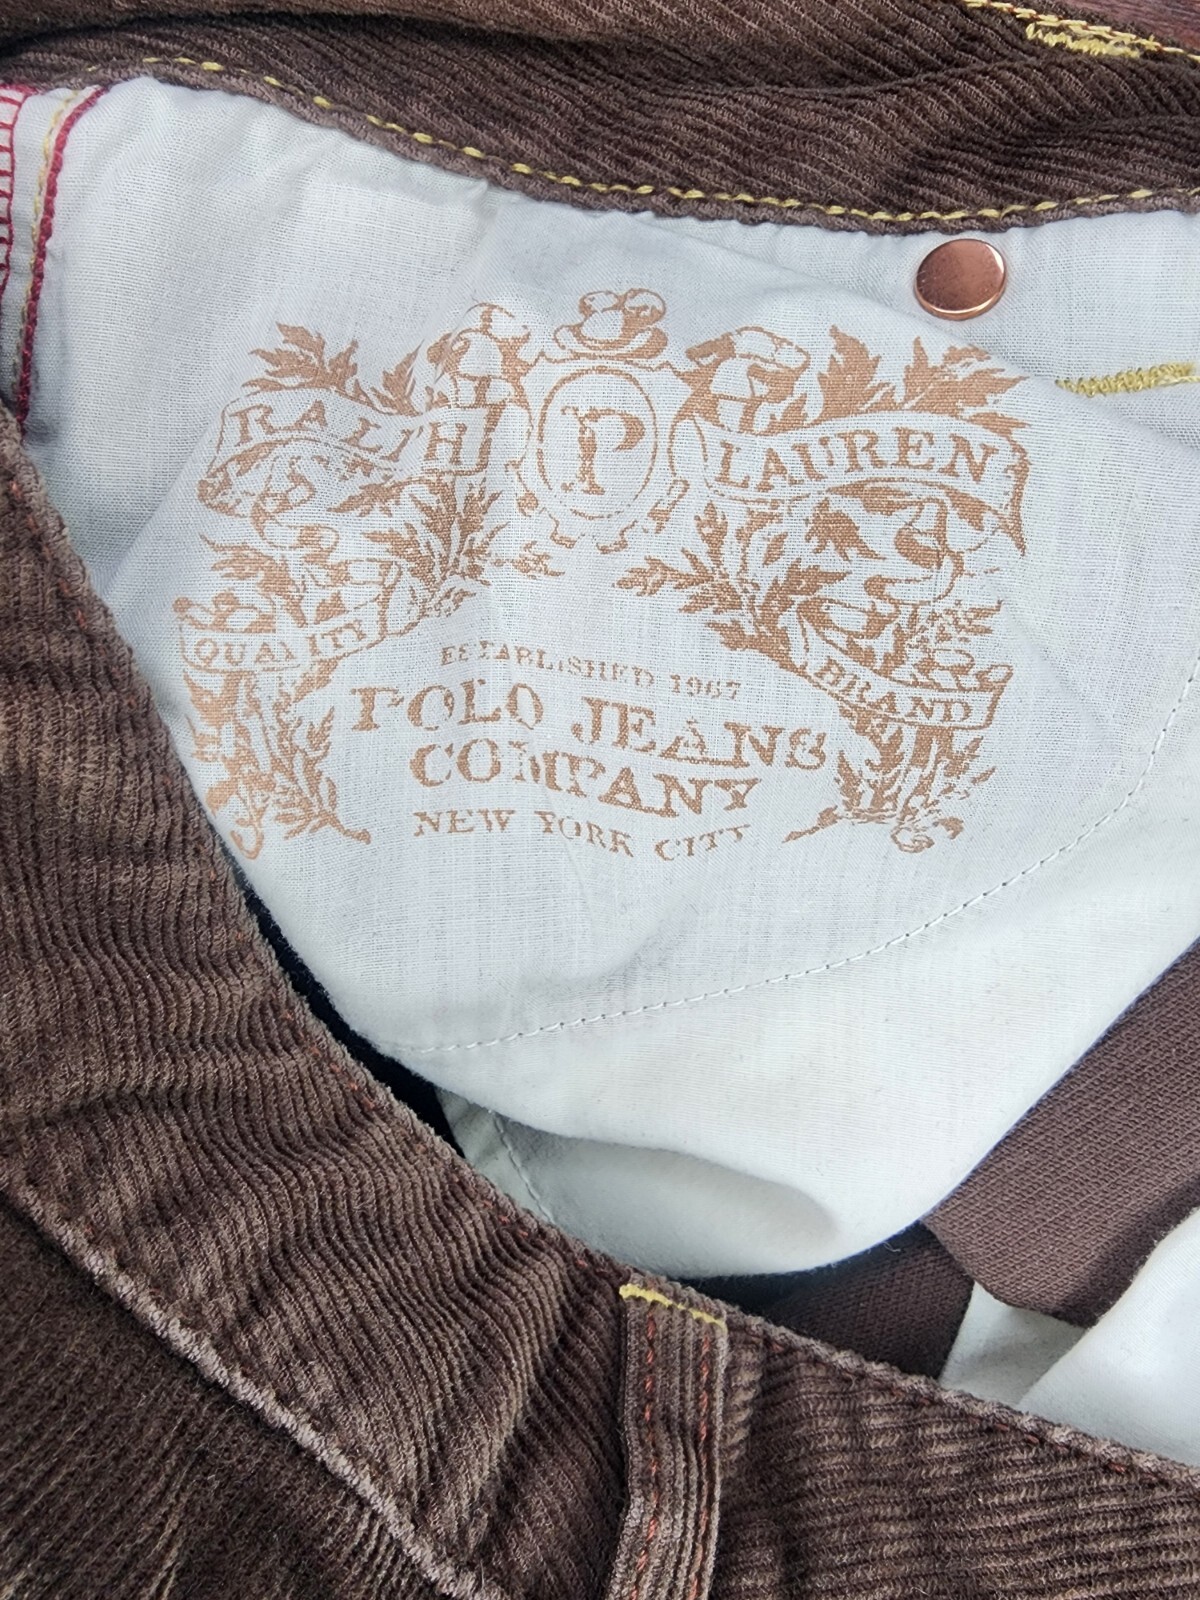 RALPH LAUREN
P
QUALITY BRAND
ESTABLISHED 1967
POLO JEANS
COMPANY
NEW YORK CITY